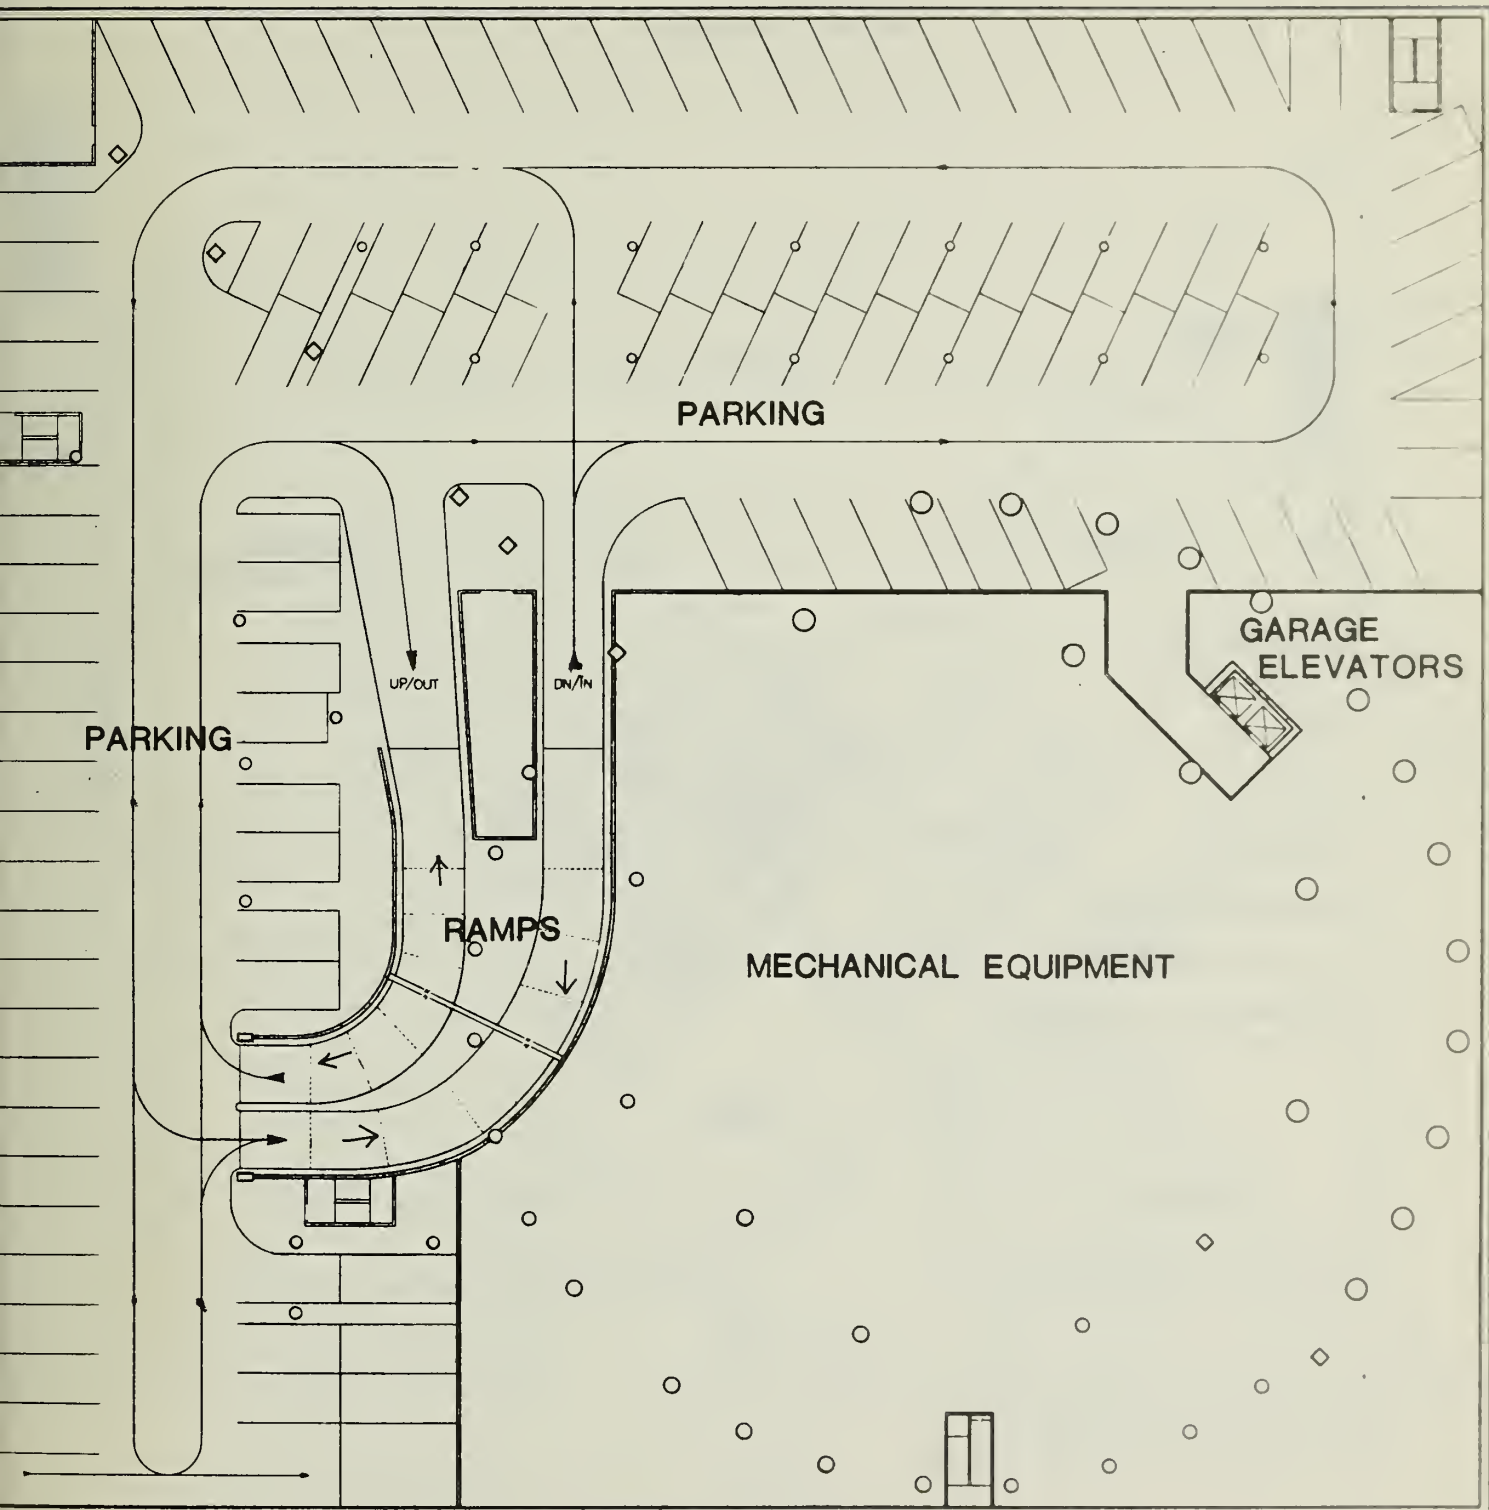 PARKING
GARAGE
ELEVATORS
UP/OUT
DN/IN
PARKING
RAMPS
MECHANICAL EQUIPMENT